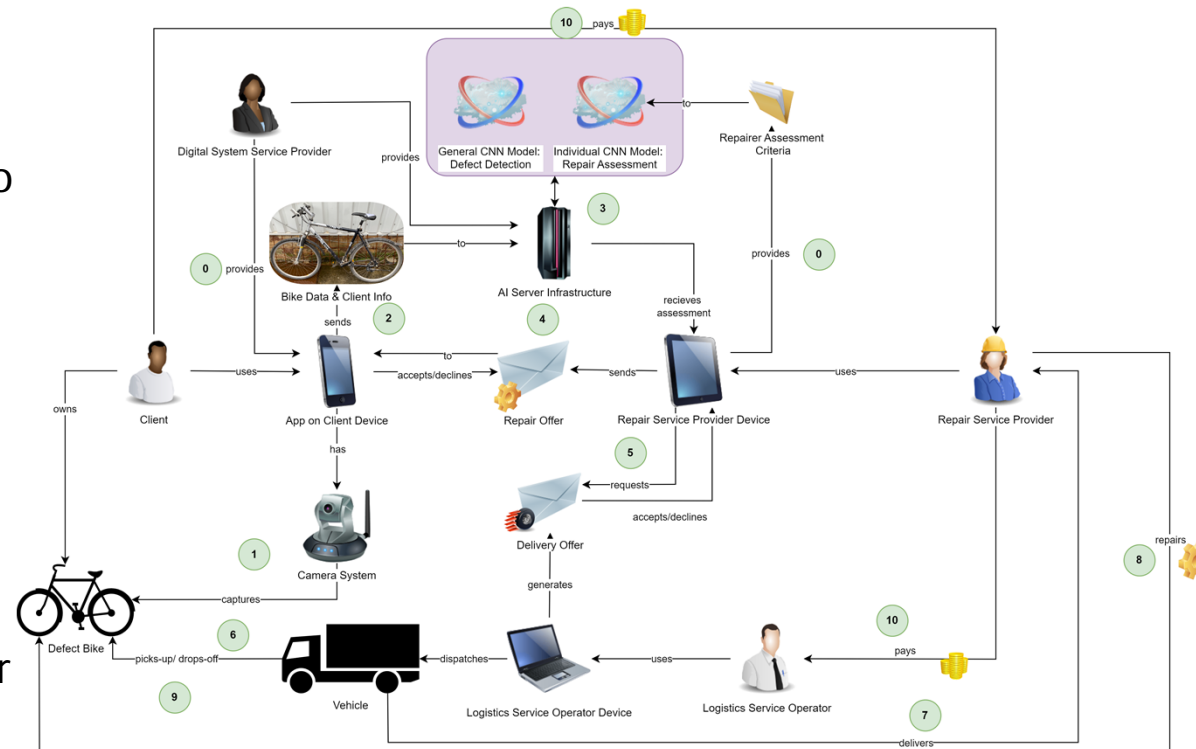 10
pays
Digital System Service Provider
provides
General CNN Model:
Defect Detection
Individual CNN Model:
Repair Assessment
to
Repairer Assessment
Criteria
o
3
0
provides
to
provides
0
Bike Data & Client Info
AI Server Infrastructure
recieves
assessment
sends
2
4
to
uses
accepts/declines
sends
uses
owns
Client
App on Client Device
Repair Offer
Repair Service Provider Device
Repair Service Provider
has
5
requests
accepts/declines
Delivery Offer
1
Camera System
captures
generates
repairs
8
Defect Bike
6
10
pays
r
picks-up/ drops-off
dispatches
uses
9
Vehicle
Logistics Service Operator Device
Logistics Service Operator
7
delivers